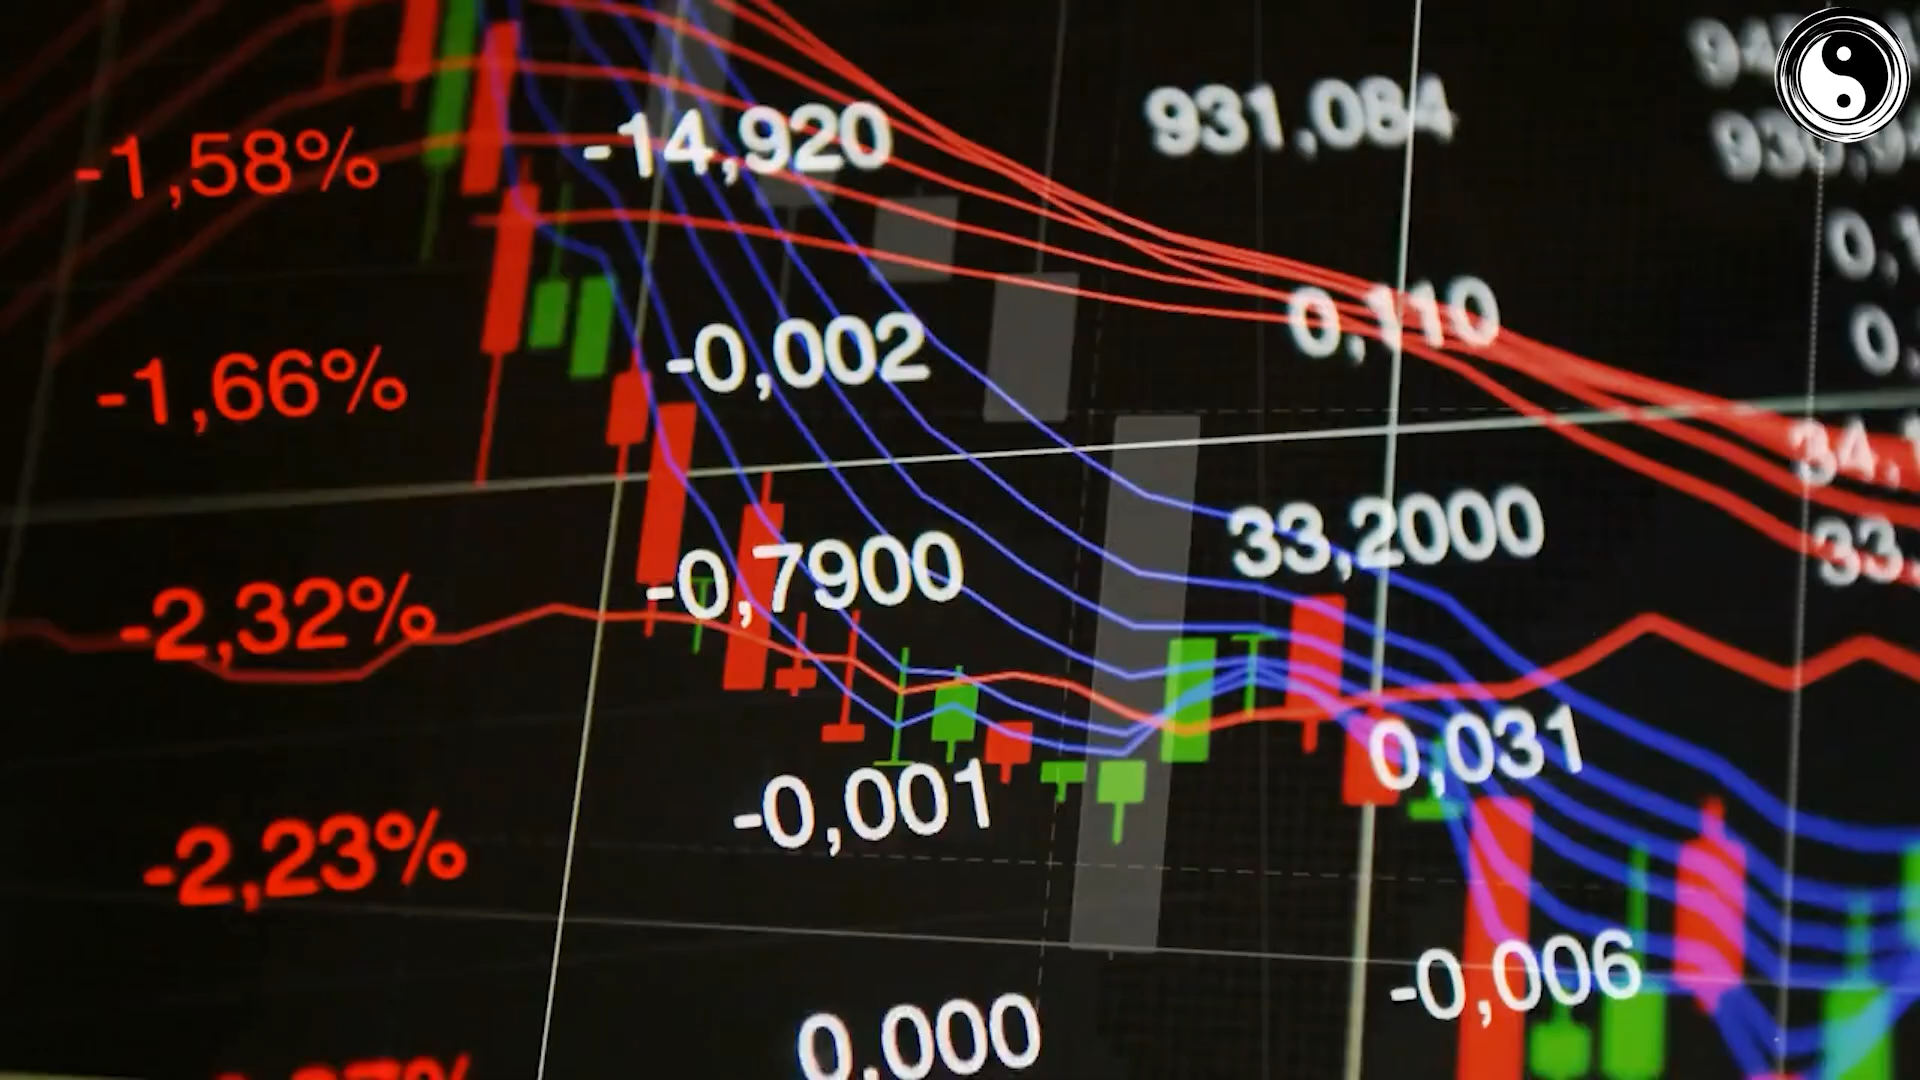 -1,58% -14,920 931,084
-1,66% -0,002 0,110
-2,32% -0,7900 33,2000
-2,23% -0,001 0,031
0,000 -0,006